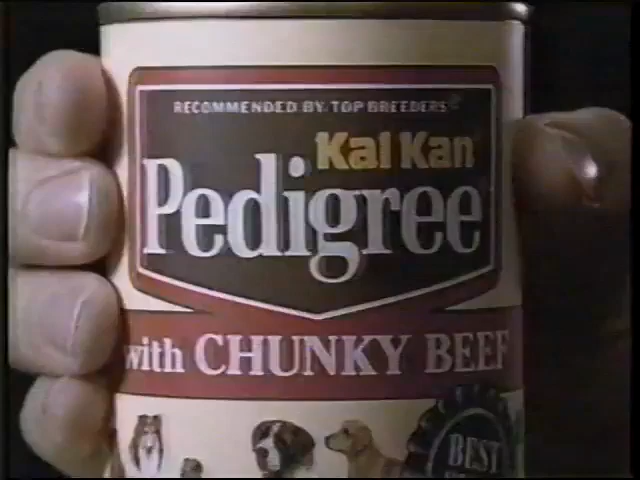 RECOMMENDED BY TOP BREEDERS
Kal Kan
Pedigree
with CHUNKY BEEF
BEST